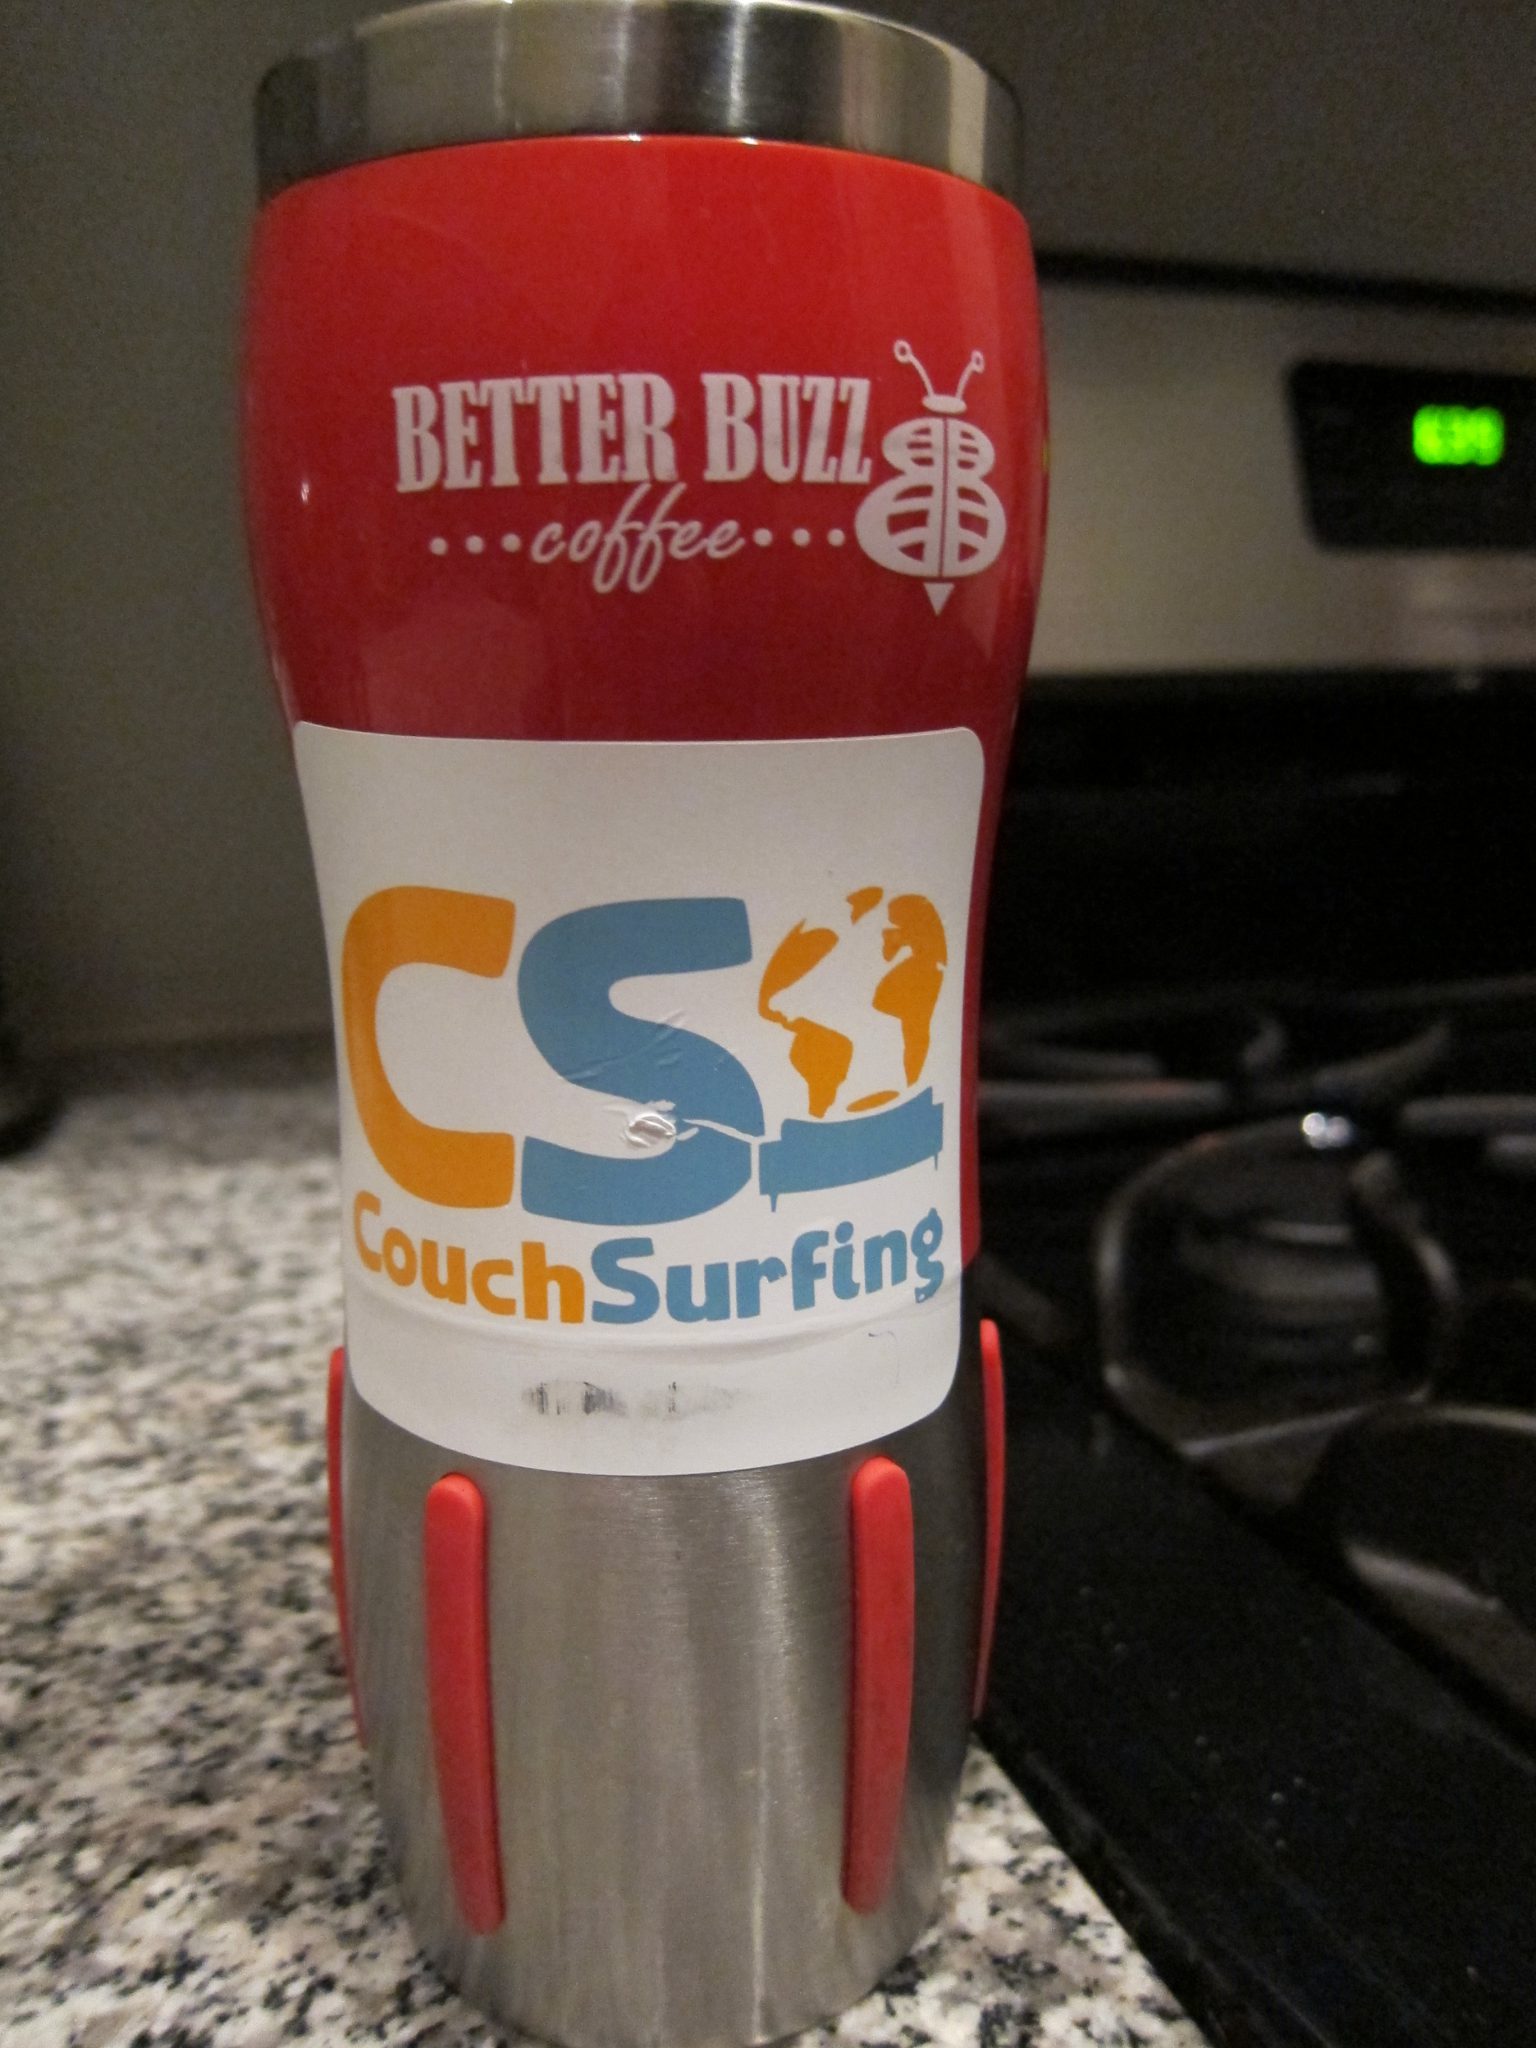 BETTER BUZZ
...coffee...
CS
CouchSurfing